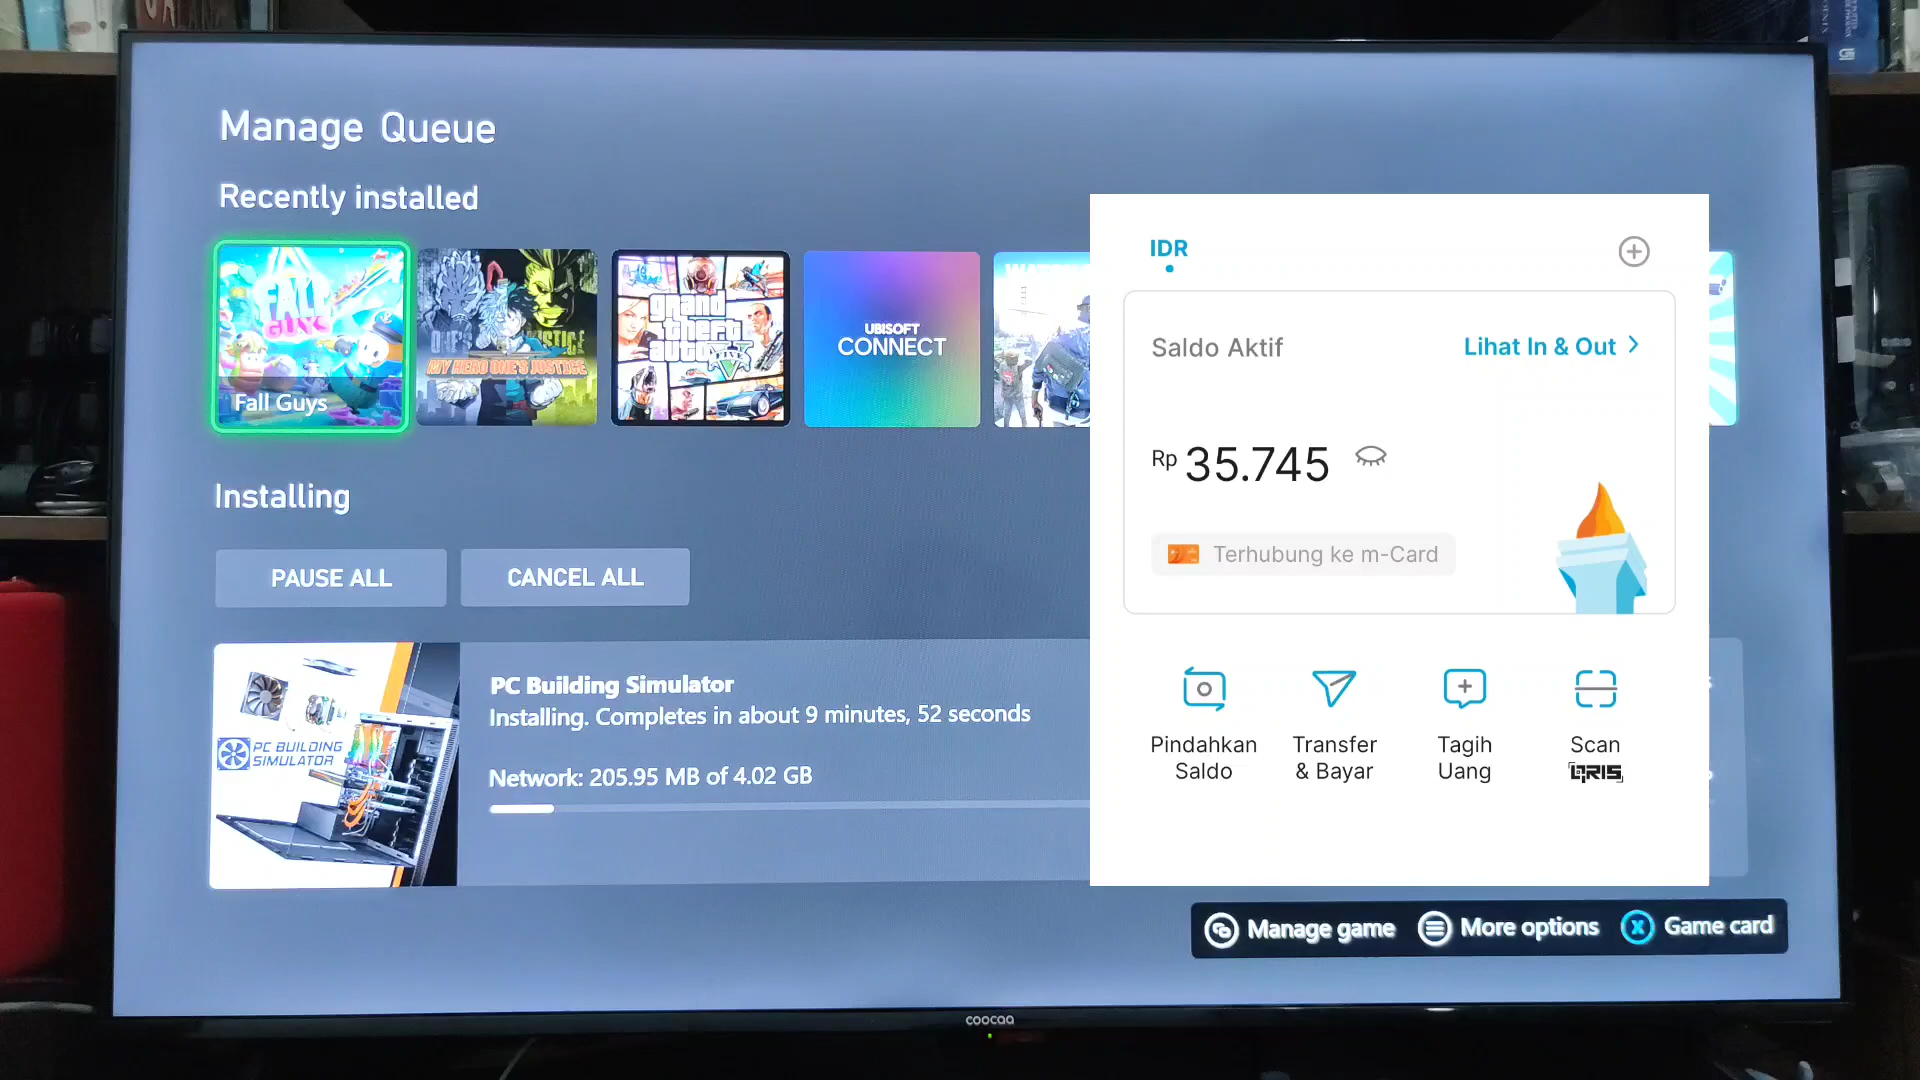 Manage Queue
Recently installed
FALL
GUYS
Fall Guys
MY HERO ONE'S JUSTICE
grand
theft
auto
FIVE
UBISOFT
CONNECT
Installing
PAUSE ALL
CANCEL ALL
PC BUILDING
SIMULATOR
PC Building Simulator
Installing. Completes in about 9 minutes, 52 seconds
Network: 205.95 MB of 4.02 GB
IDR
Saldo Aktif
Lihat In & Out
Rp 35.745
Terhubung ke m-Card
Pindahkan
Saldo
Transfer
& Bayar
Tagih
Uang
Scan
QRIS
Manage game
More options
X Game card
coocaa